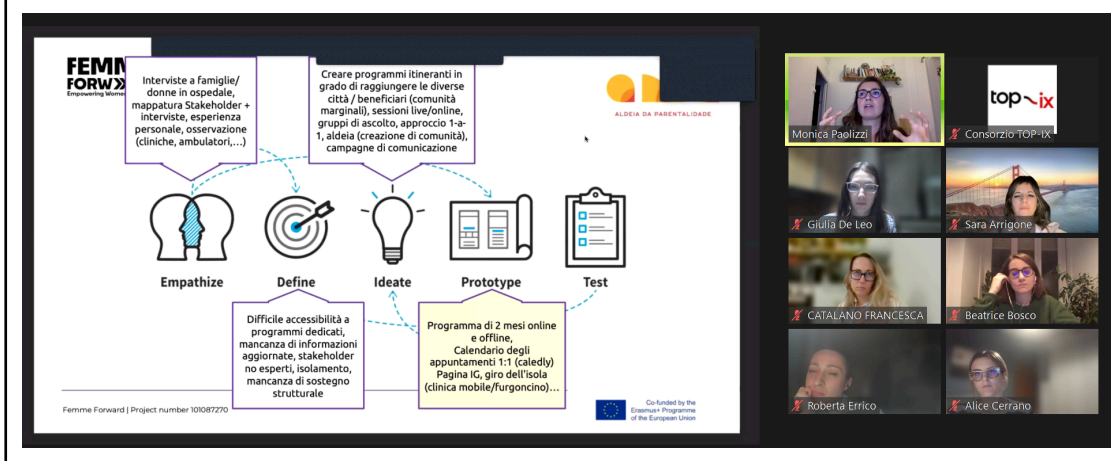 FEMM
FORW
Empowering Wome
Interviste a famiglie/
donne in ospedale,
mappatura Stakeholder +
interviste, esperienza
personale, osservazione
(cliniche, ambulatori,…)
Creare programmi itineranti in
grado di raggiungere le diverse
città / beneficiari (comunità
marginali), sessioni live/online,
gruppi di ascolto, approccio 1-a-
1, aldeia (creazione di comunità),
campagne di comunicazione
ALDEIA DA PARENTALIDADE
Empathize
Define
Ideate
Prototype
Test
Difficile accessibilità a
programmi dedicati,
mancanza di informazioni
aggiornate, stakeholder
no esperti, isolamento,
mancanza di sostegno
strutturale
Programma di 2 mesi online
e offline,
Calendario degli
appuntamenti 1:1 (caledly)
Pagina IG, giro dell'isola
(clinica mobile/furgoncino)…
Femme Forward | Project number 101087270
Co-funded by the
Erasmus+ Programme
of the European Union
Monica Paolizzi
top-ix
Consorzio TOP-IX
Giulia De Leo
Sara Arrigone
CATALANO FRANCESCA
Beatrice Bosco
Roberta Errico
Alice Cerrano